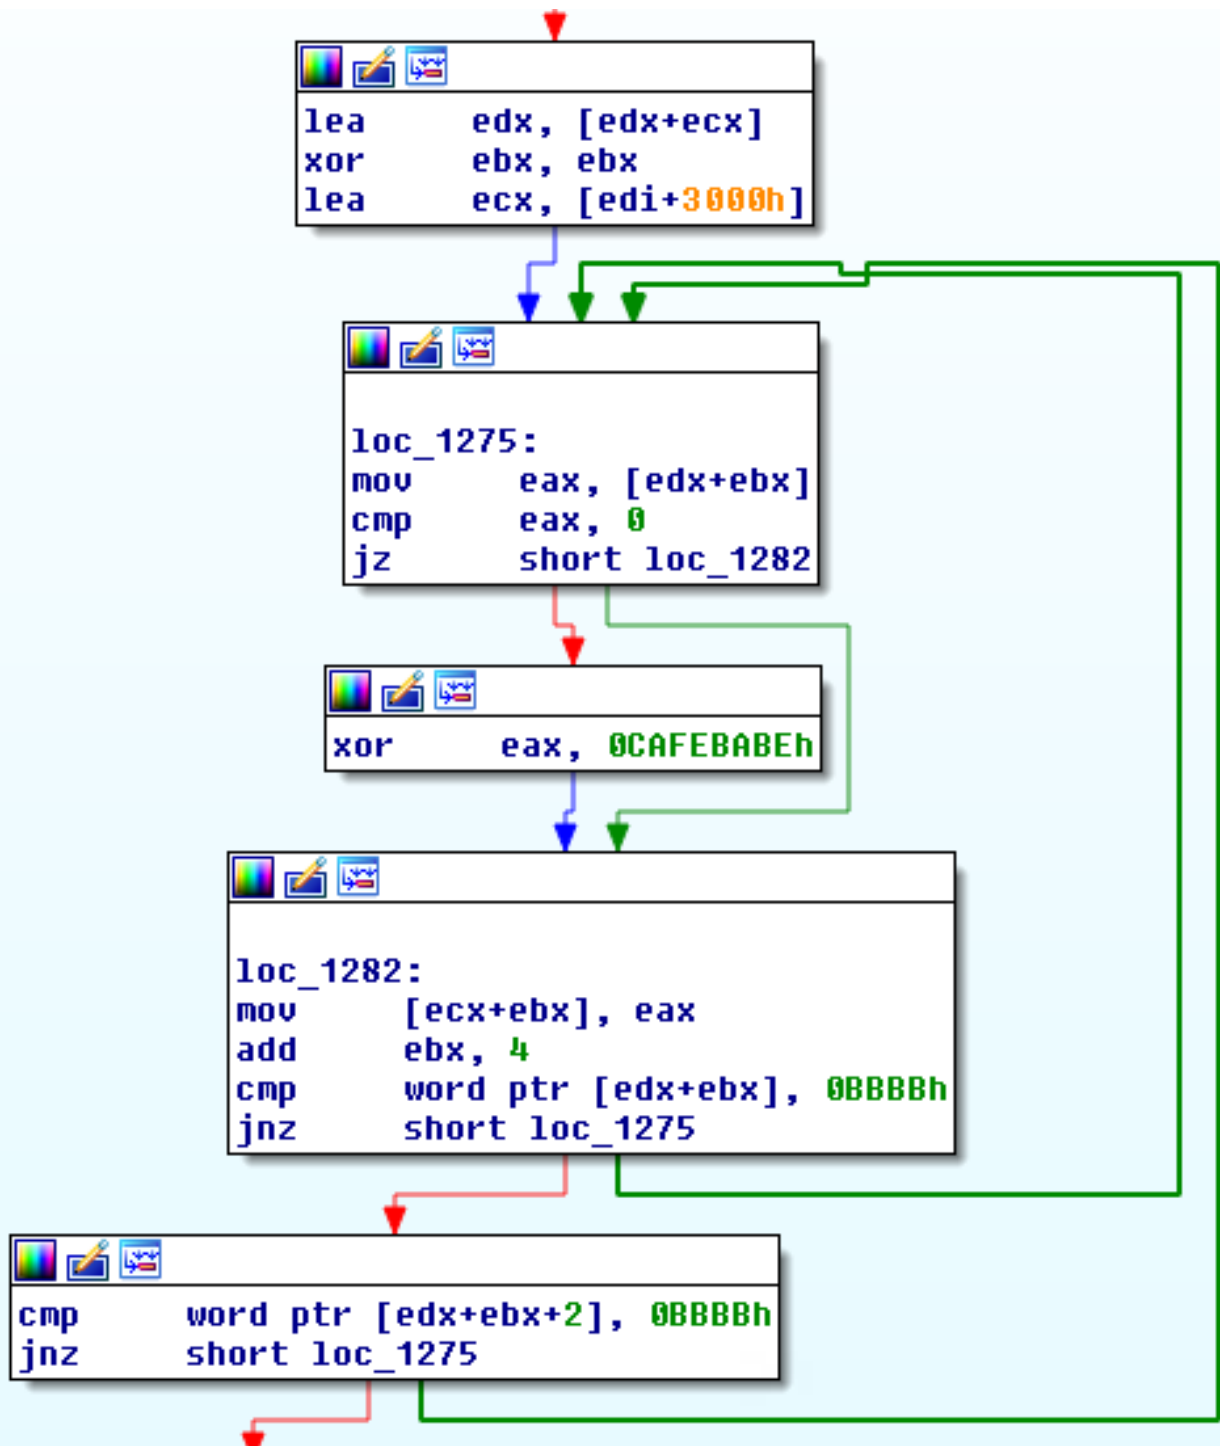 lea edx, [edx+ecx]
xor ebx, ebx
lea ecx, [edi+3000h]
loc_1275:
mov eax, [edx+ebx]
cmp eax, 0
jz short loc_1282
xor eax, 0CAFEBABEh
loc_1282:
mov [ecx+ebx], eax
add ebx, 4
cmp word ptr [edx+ebx], 0BBBBh
jnz short loc_1275
cmp word ptr [edx+ebx+2], 0BBBBh
jnz short loc_1275